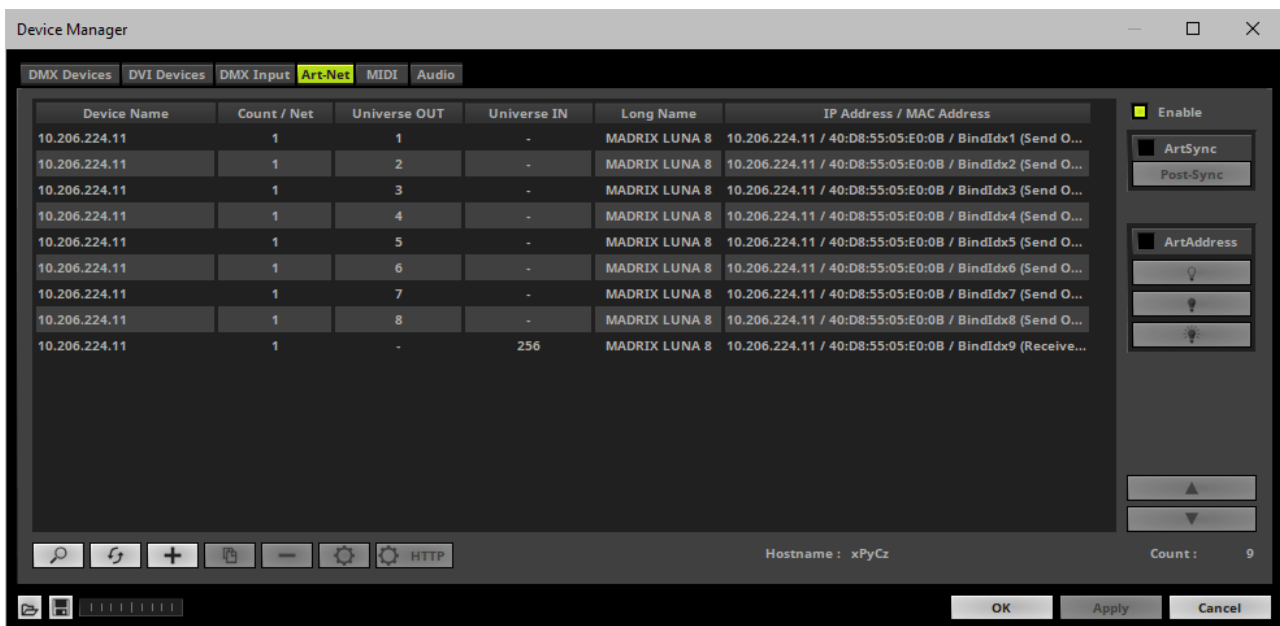 Device Manager
DMX Devices DVI Devices DMX Input Art-Net MIDI Audio
Device Name Count / Net Universe OUT Universe IN Long Name IP Address / MAC Address
10.206.224.11 1 1 - MADRIX LUNA 8 10.206.224.11 / 40:D8:55:05:E0:0B / BindIdx1 (Send O...
10.206.224.11 1 2 - MADRIX LUNA 8 10.206.224.11 / 40:D8:55:05:E0:0B / BindIdx2 (Send O...
10.206.224.11 1 3 - MADRIX LUNA 8 10.206.224.11 / 40:D8:55:05:E0:0B / BindIdx3 (Send O...
10.206.224.11 1 4 - MADRIX LUNA 8 10.206.224.11 / 40:D8:55:05:E0:0B / BindIdx4 (Send O...
10.206.224.11 1 5 - MADRIX LUNA 8 10.206.224.11 / 40:D8:55:05:E0:0B / BindIdx5 (Send O...
10.206.224.11 1 6 - MADRIX LUNA 8 10.206.224.11 / 40:D8:55:05:E0:0B / BindIdx6 (Send O...
10.206.224.11 1 7 - MADRIX LUNA 8 10.206.224.11 / 40:D8:55:05:E0:0B / BindIdx7 (Send O...
10.206.224.11 1 8 - MADRIX LUNA 8 10.206.224.11 / 40:D8:55:05:E0:0B / BindIdx8 (Send O...
10.206.224.11 1 - 256 MADRIX LUNA 8 10.206.224.11 / 40:D8:55:05:E0:0B / BindIdx9 (Receive...
Enable
ArtSync
Post-Sync
ArtAddress
HTTP
Hostname : xPyCz
Count : 9
OK Apply Cancel